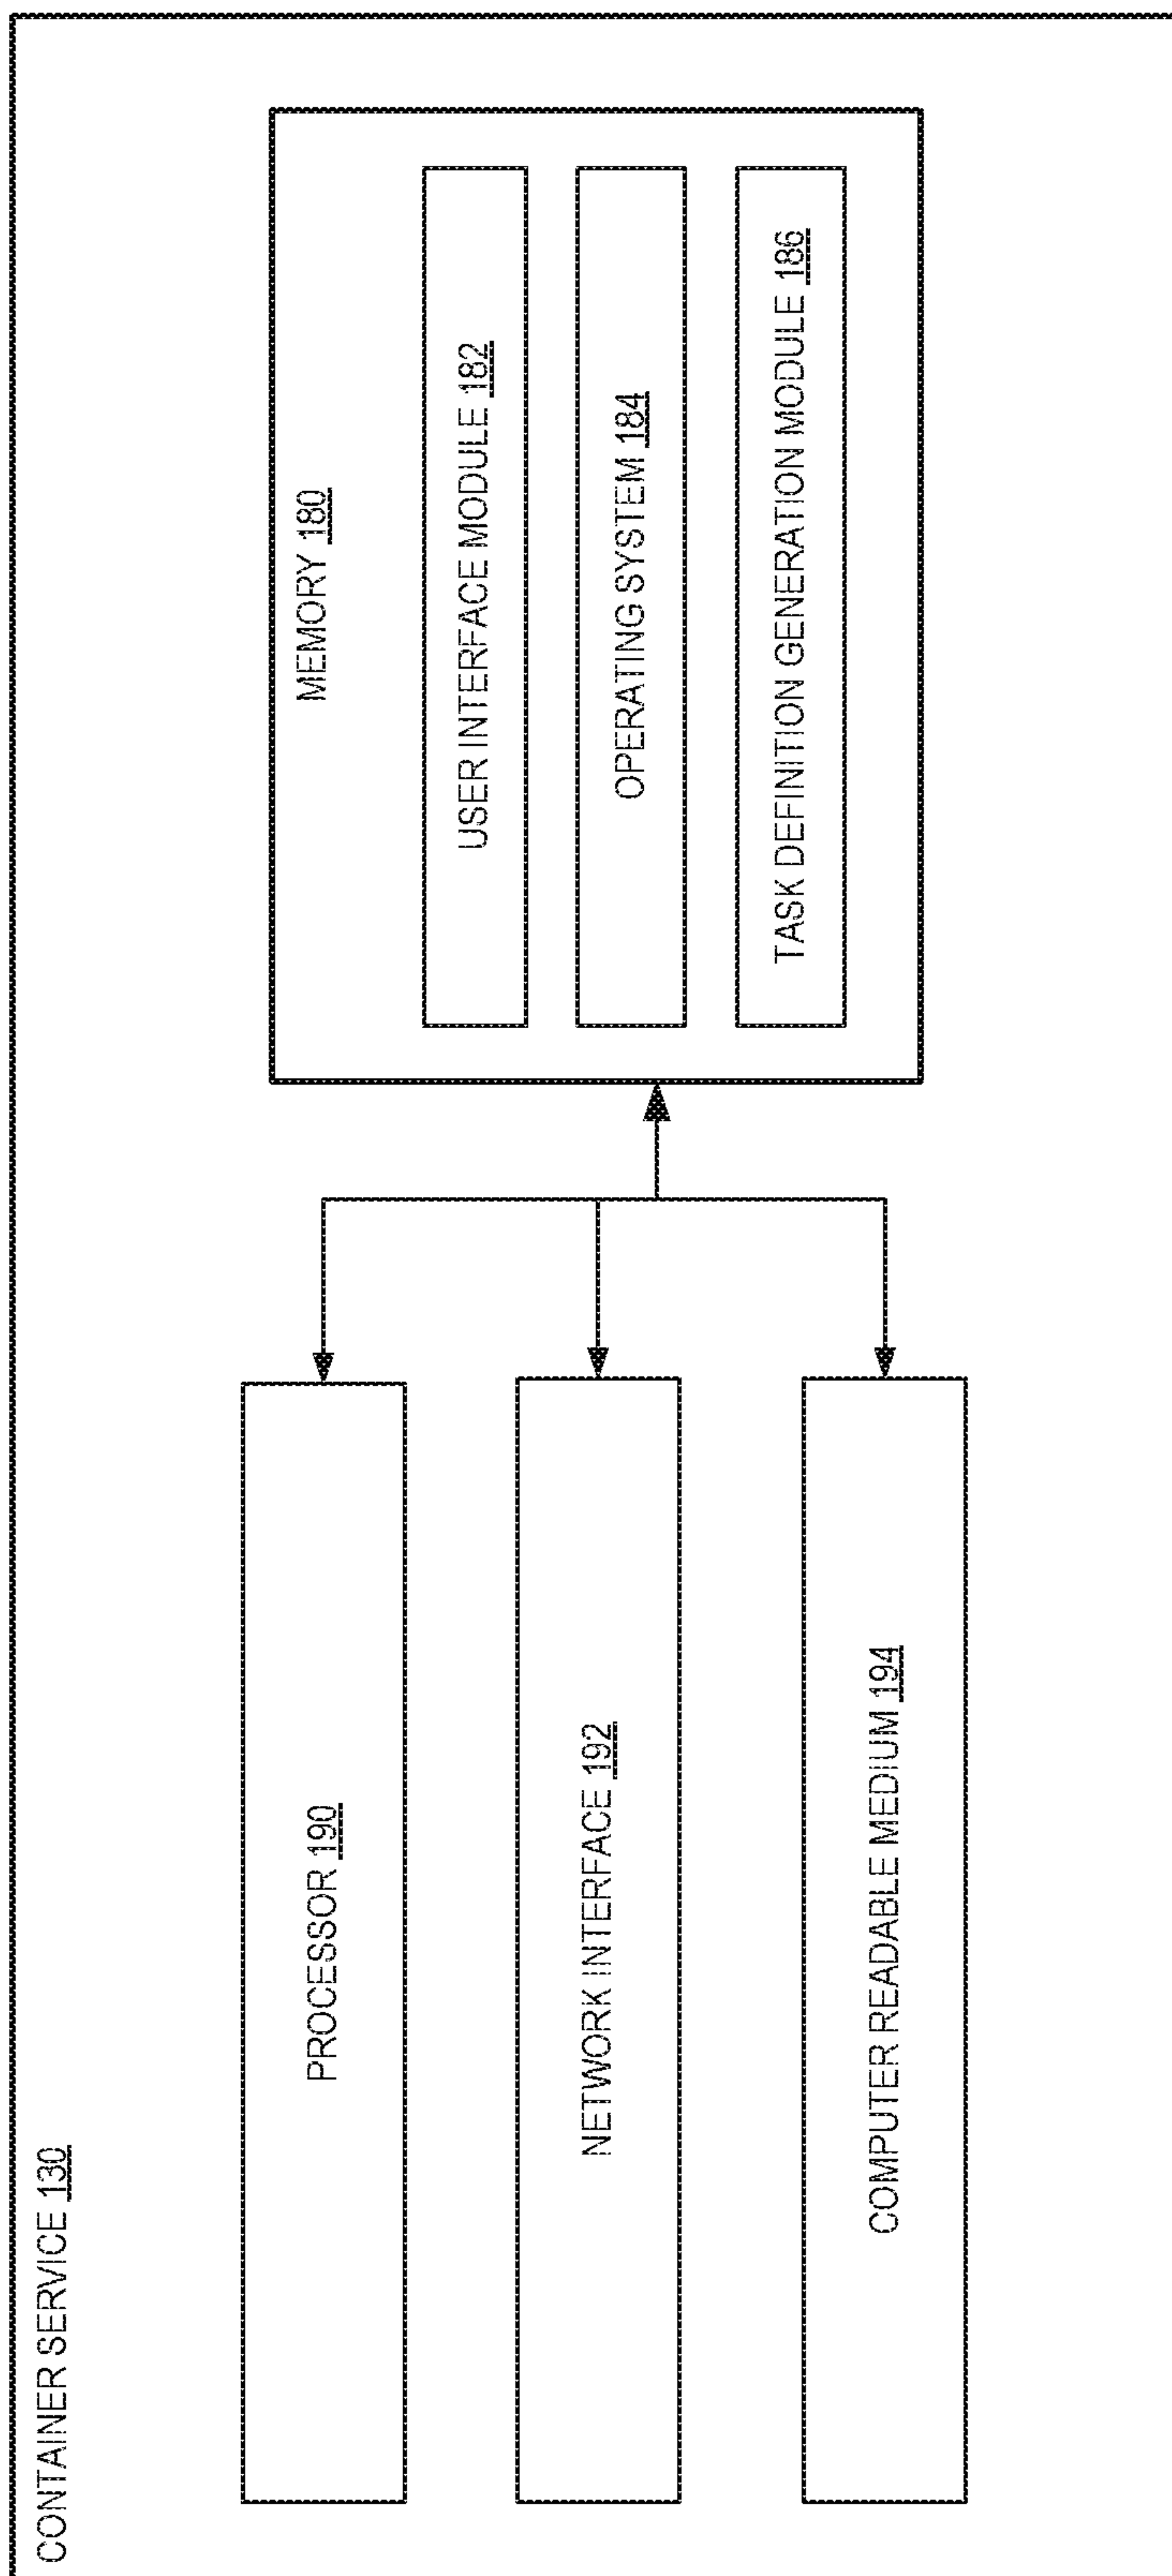 CONTAINER SERVICE 130
PROCESSOR 190
NETWORK INTERFACE 192
COMPUTER READABLE MEDIUM 194
MEMORY 180
USER INTERFACE MODULE 182
OPERATING SYSTEM 184
TASK DEFINITION GENERATION MODULE 186